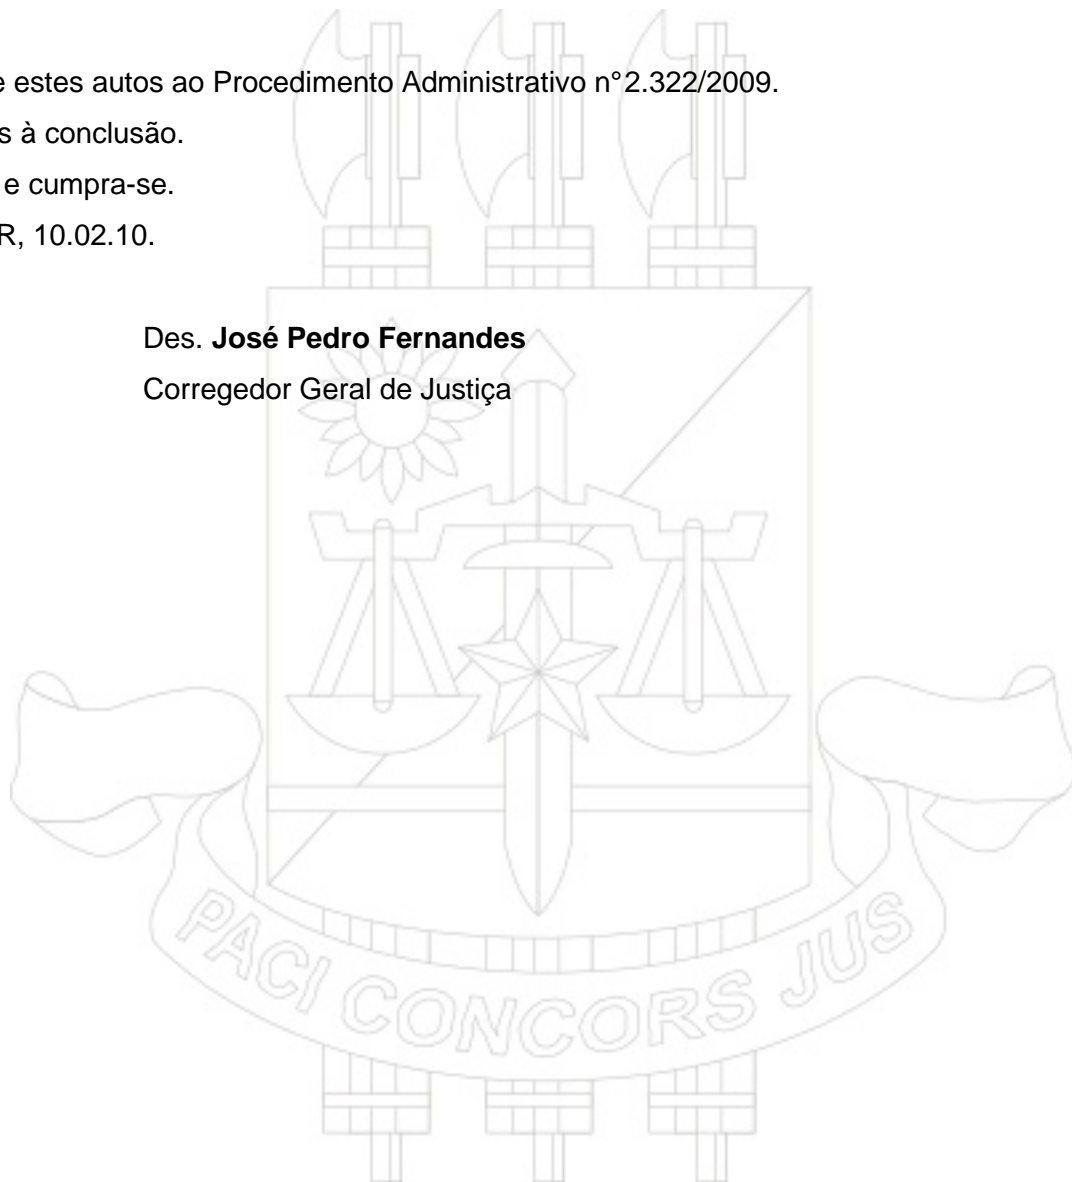 e estes autos ao Procedimento Administrativo n° 2.322/2009.
s à conclusão.
e cumpra-se.
R, 10.02.10.
Des. José Pedro Fernandes
Corregedor Geral de Justiça
PACI CONCORS JUS